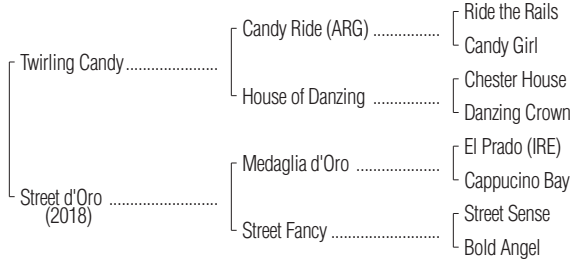 Twirling Candy
Street d'Oro
(2018)
Candy Ride (ARG)
House of Danzing
Medaglia d'Oro
Street Fancy
Ride the Rails
Candy Girl
Chester House
Danzing Crown
El Prado (IRE)
Cappucino Bay
Street Sense
Bold Angel